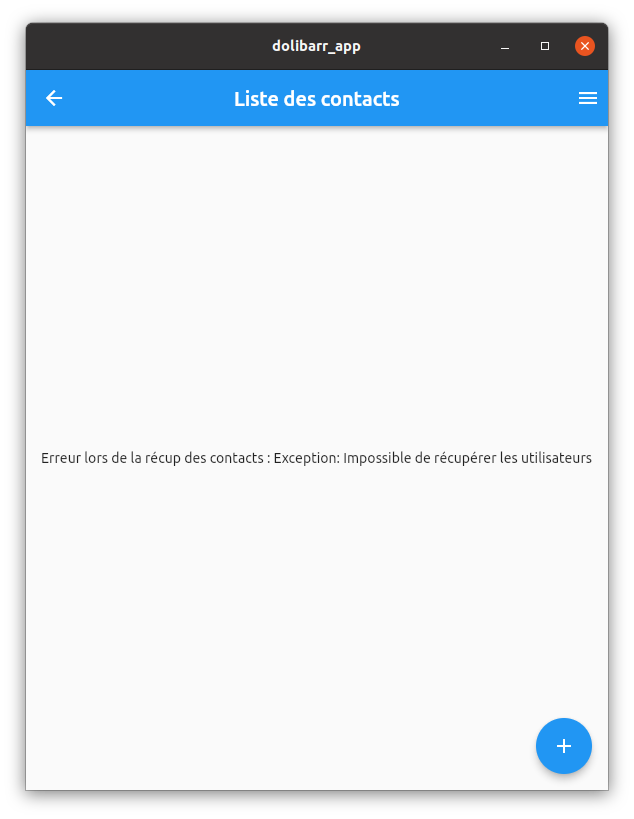 dolibarr_app
Liste des contacts
Erreur lors de la récup des contacts : Exception: Impossible de récupérer les utilisateurs